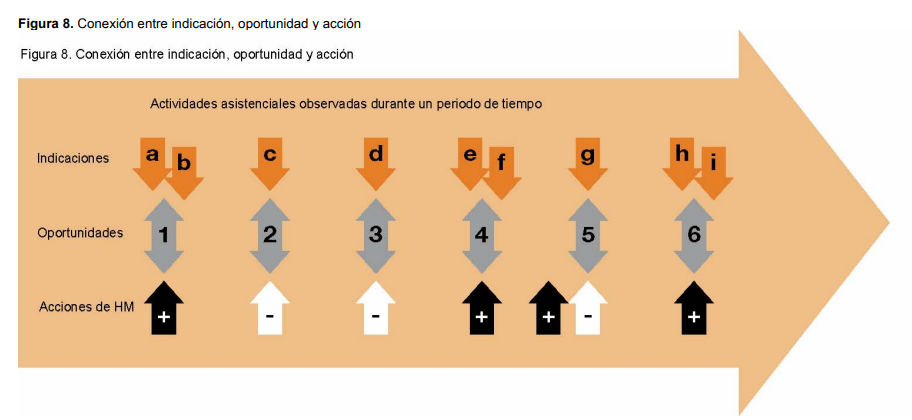 Figura 8. Conexión entre indicación, oportunidad y acción
Figura 8. Conexión entre indicación, oportunidad y acción
Actividades asistenciales observadas durante un periodo de tiempo
Indicaciones a b c d e f g h i
Oportunidades 1 2 3 4 5 6
Acciones de HM + - - + + - +